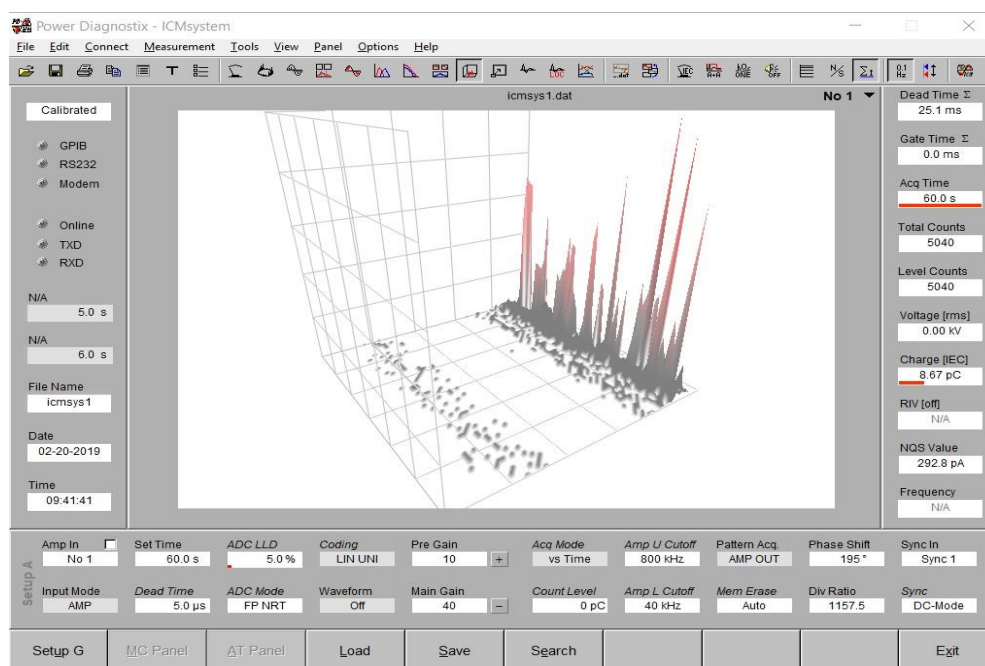 Power Diagnostix - ICMsystem
File Edit Connect Measurement Tools View Panel Options Help
icmsys1.dat
No 1
Calibrated
GPIB
RS232
Modem
Online
TXD
RXD
N/A
5.0 s
N/A
6.0 s
File Name
icmsys1
Date
02-20-2019
Time
09:41:41
Dead Time Σ
25.1 ms
Gate Time Σ
0.0 ms
Acq Time
60.0 s
Total Counts
5040
Level Counts
5040
Voltage [rms]
0.00 kV
Charge [IEC]
8.67 pC
RIV [off]
N/A
NQS Value
292.8 pA
Frequency
N/A
Setup A
Amp In Set Time ADC LLD Coding Pre Gain Acq Mode Amp U Cutoff Pattern Acq. Phase Shift Sync In
No 1 60.0 s 5.0 % LIN UNI 10 + vs Time 800 kHz AMP OUT 195 ° Sync 1
Input Mode Dead Time ADC Mode Waveform Main Gain Count Level Amp L Cutoff Mem Erase Div Ratio Sync
AMP 5.0 µs FP NRT Off 40 − 0 pC 40 kHz Auto 1157.5 DC-Mode
Setup G MC Panel AT Panel Load Save Search Exit